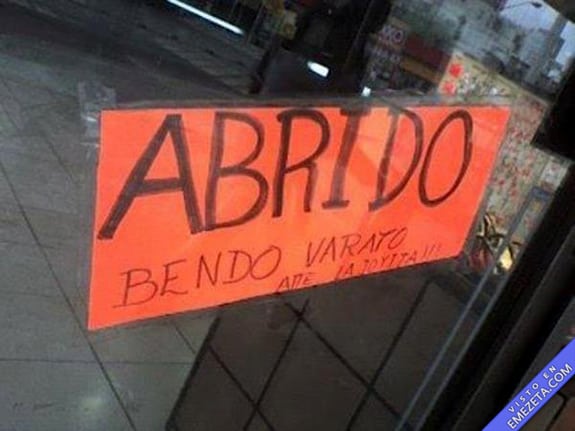 ABRIDO
BENDO VARATO
LA JOYITA!!!
VISTO EN
EMEZETA.COM